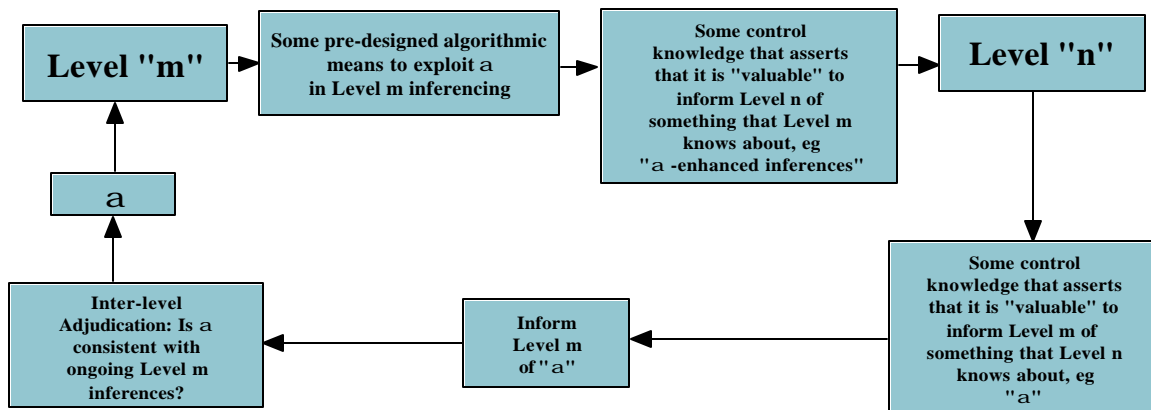 Level "m"
Some pre-designed algorithmic
means to exploit a
in Level m inferencing
Some control
knowledge that asserts
that it is "valuable" to
inform Level n of
something that Level m
knows about, eg
"a -enhanced inferences"
Level "n"
a
Inter-level
Adjudication: Is a
consistent with
ongoing Level m
inferences?
Inform
Level m
of "a"
Some control
knowledge that asserts
that it is "valuable" to
inform Level m of
something that Level n
knows about, eg
"a"